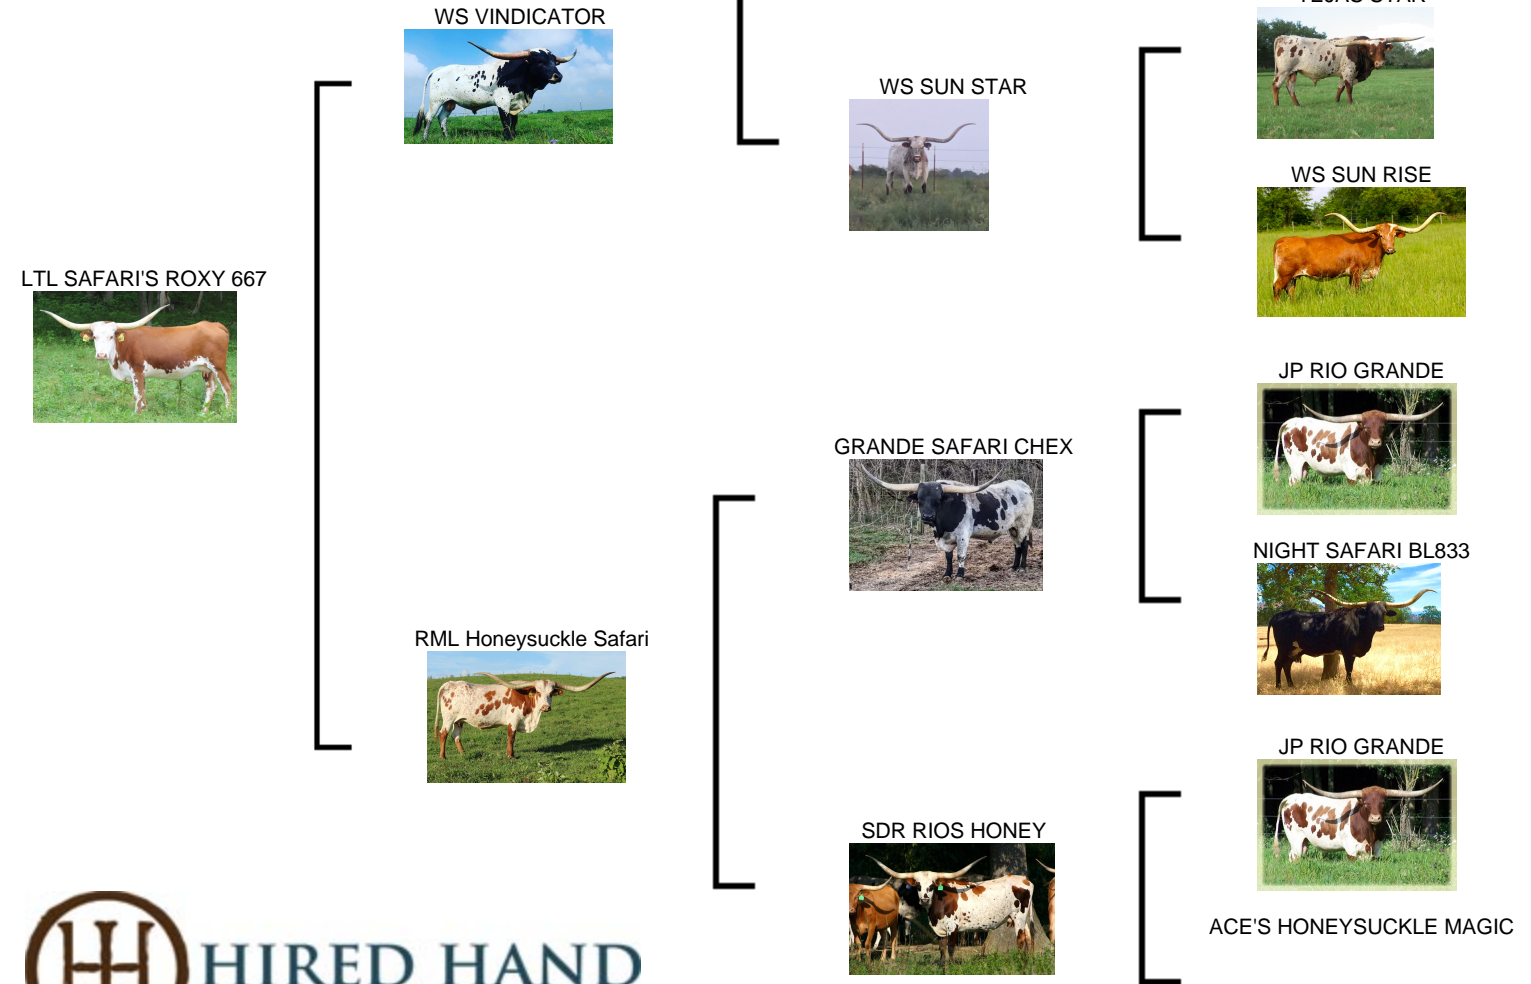 WS VINDICATOR
WS SUN STAR
WS SUN RISE
LTL SAFARI'S ROXY 667
JP RIO GRANDE
GRANDE SAFARI CHEX
NIGHT SAFARI BL833
RML Honeysuckle Safari
JP RIO GRANDE
SDR RIOS HONEY
ACE'S HONEYSUCKLE MAGIC
HIRED HAND